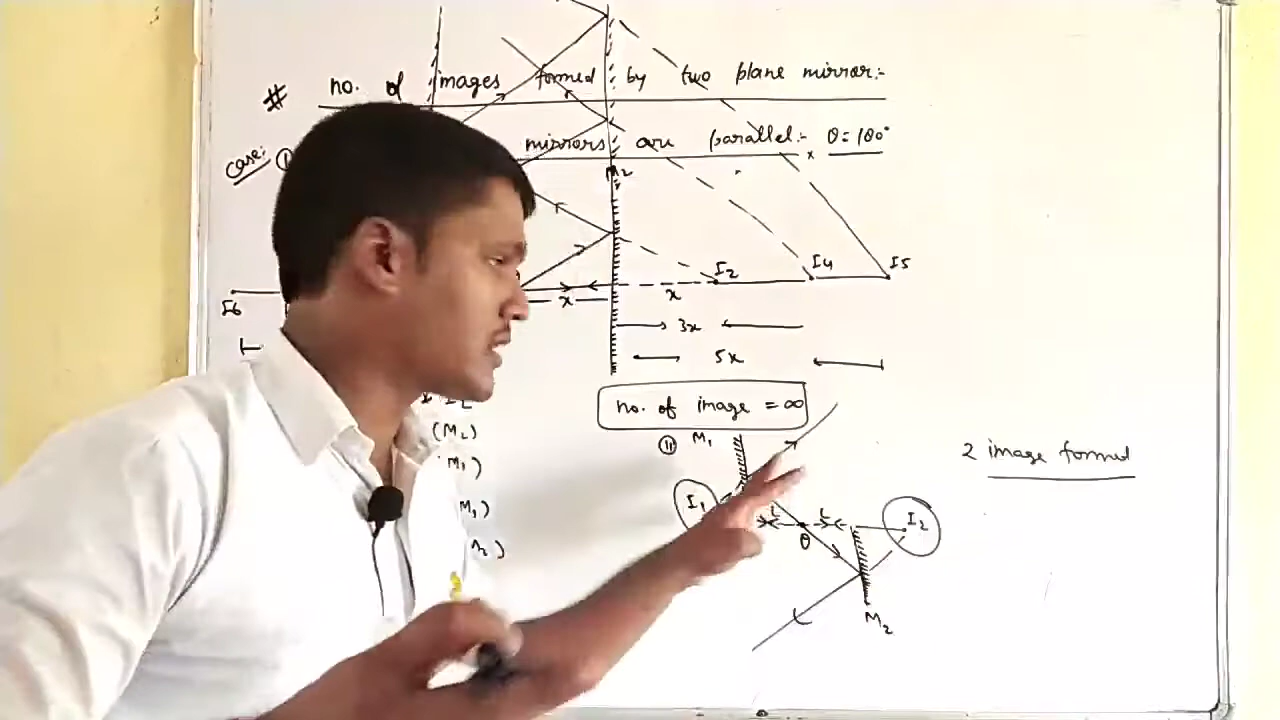 # no. of images formed by two plane mirror:-
case: I mirrors are parallel:- θ = 180°
M2
I2 I4 I5
I6 x x
3x
5x
no. of image = ∞
(M2)
II M1
M1)
2 image formed
I1 L L I2
M1)
O
M2